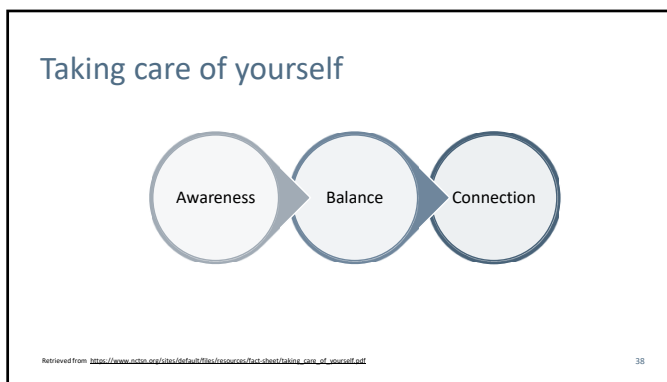 Taking care of yourself
Awareness
Balance
Connection
Retrieved from https://www.nctsn.org/sites/default/files/resources/fact-sheet/taking_care_of_yourself.pdf
38